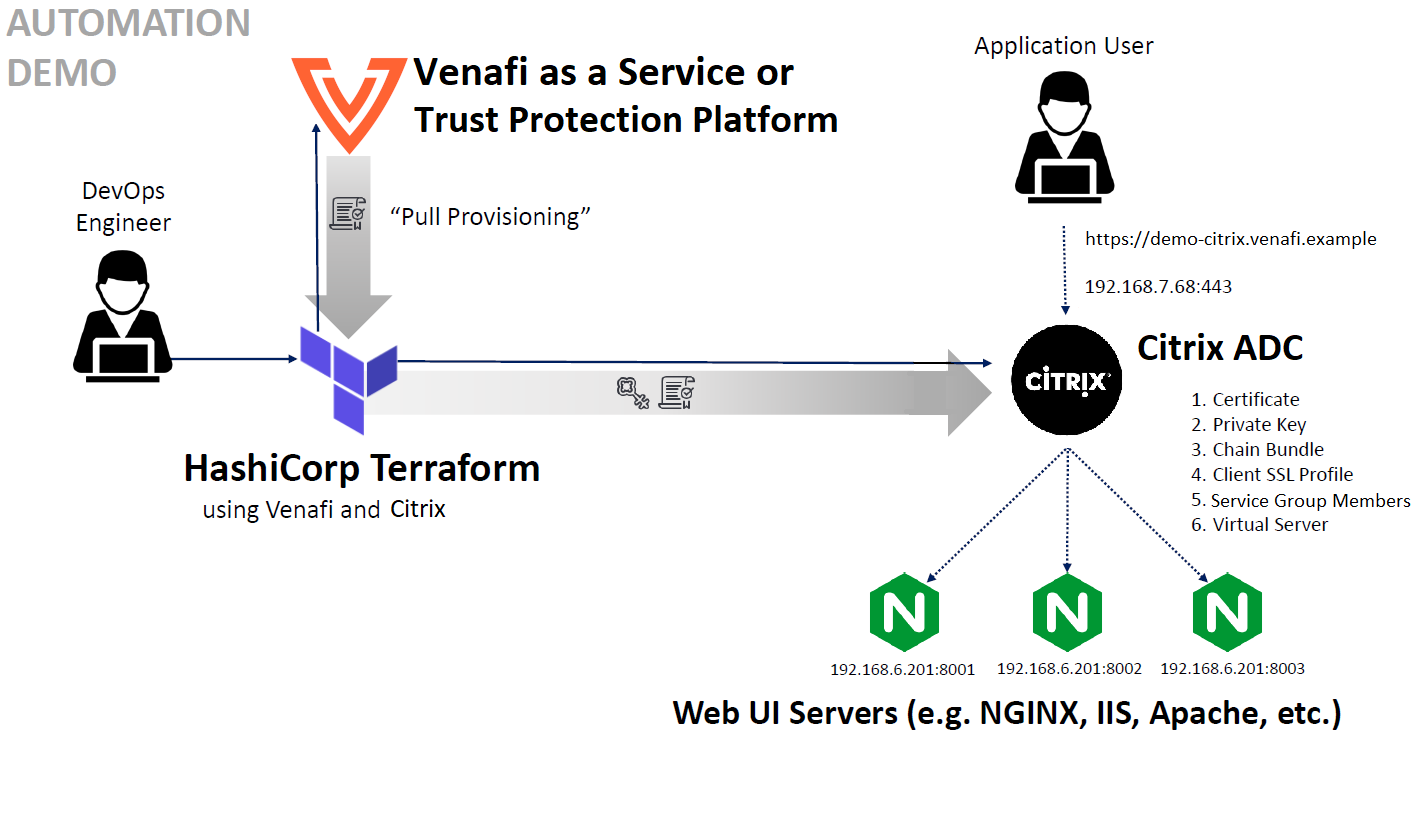 AUTOMATION
DEMO
Venafi as a Service or
Trust Protection Platform
Application User
DevOps
Engineer
“Pull Provisioning”
https://demo-citrix.venafi.example
192.168.7.68:443
CİTRIX
Citrix ADC
1. Certificate
2. Private Key
3. Chain Bundle
4. Client SSL Profile
5. Service Group Members
6. Virtual Server
HashiCorp Terraform
using Venafi and Citrix
N
N
N
192.168.6.201:8001
192.168.6.201:8002
192.168.6.201:8003
Web UI Servers (e.g. NGINX, IIS, Apache, etc.)